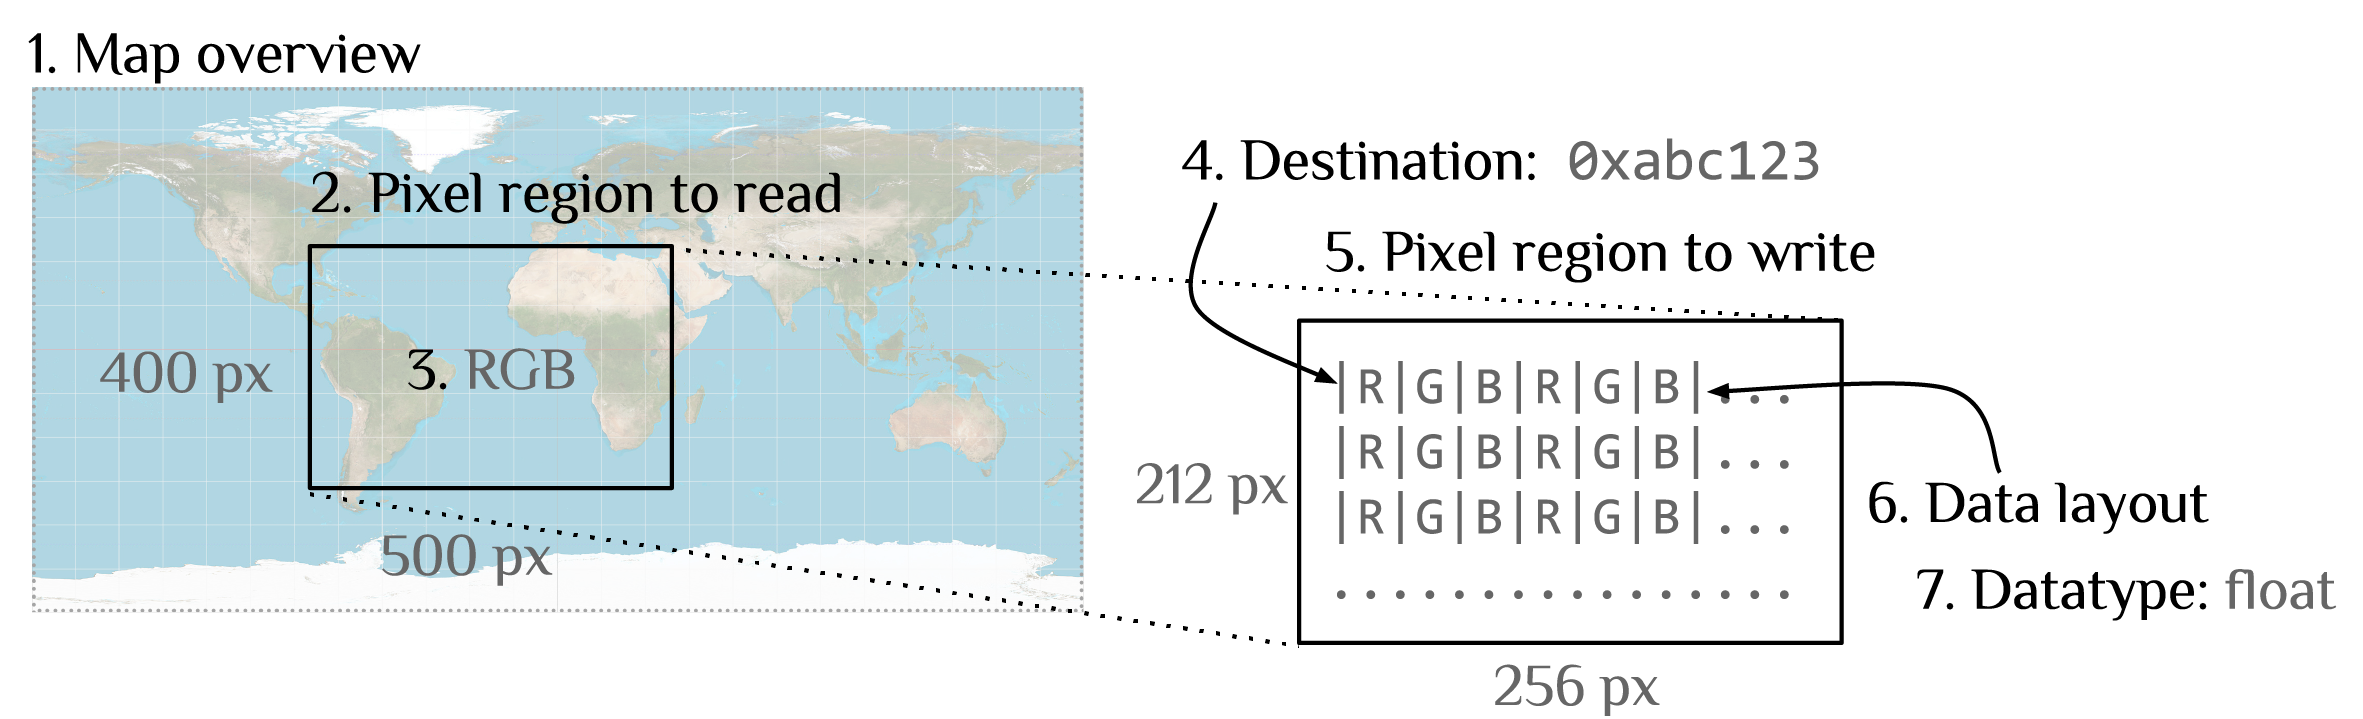 1. Map overview
2. Pixel region to read
400 px
3. RGB
500 px
4. Destination: 0xabc123
5. Pixel region to write
|R|G|B|R|G|B|...
|R|G|B|R|G|B|...
|R|G|B|R|G|B|...
................
212 px
256 px
6. Data layout
7. Datatype: float